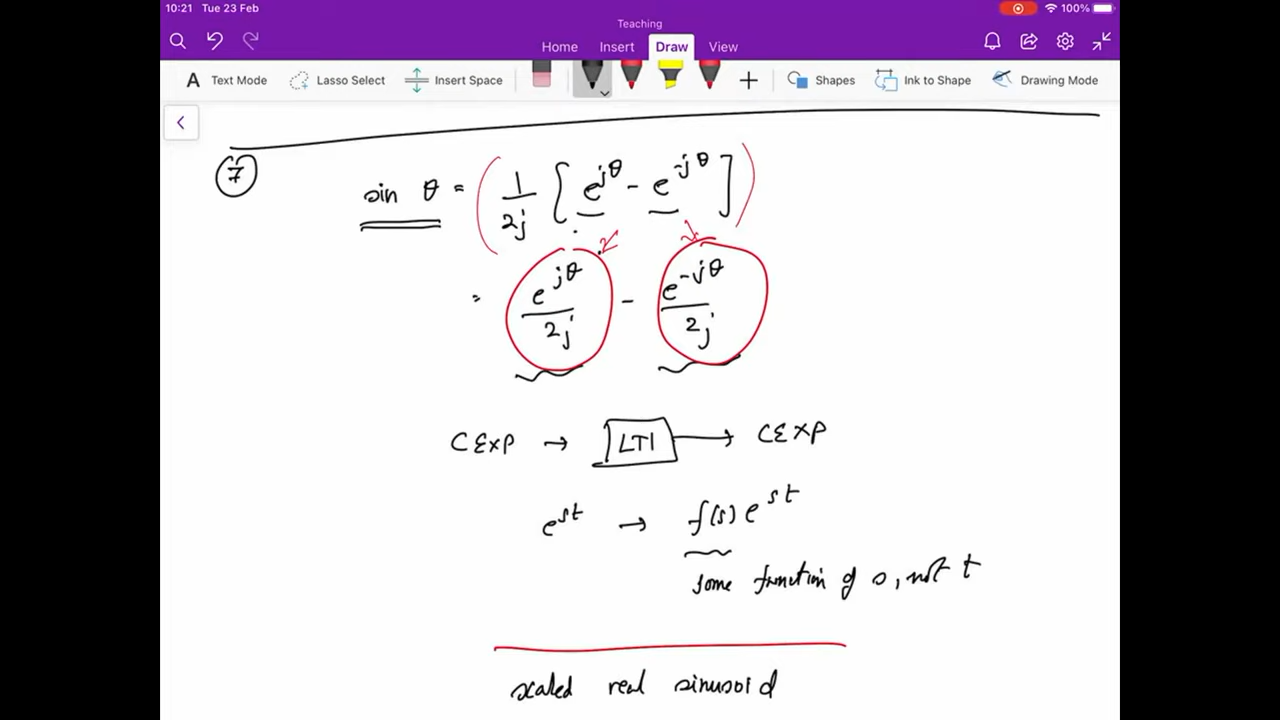 10:21 Tue 23 Feb
100%
Teaching
Home Insert Draw View
A Text Mode Lasso Select Insert Space + Shapes Ink to Shape Drawing Mode
7
sin θ = ( 1/2j [ e^jθ - e^-jθ ] )
= e^jθ/2j - e^-jθ/2j
CEXP → LTI → CEXP
e^st → f(s) e^st
some function of s, not t
scaled real sinusoid